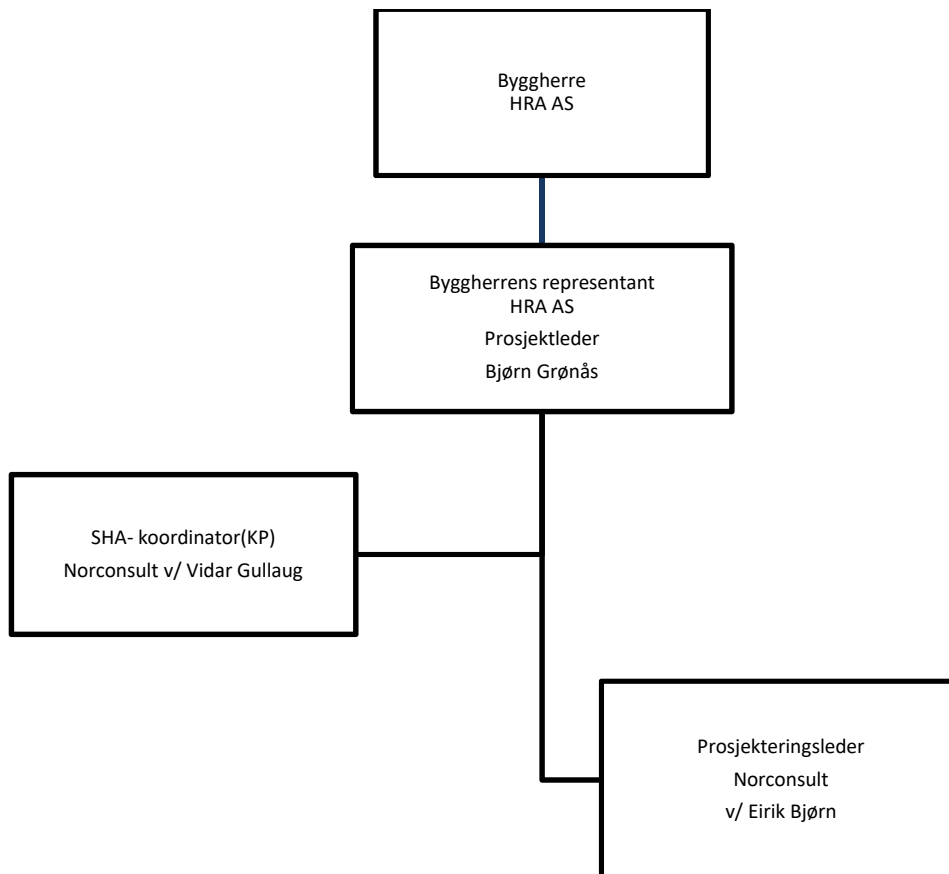 Byggherre
HRA AS
Byggherrens representant
HRA AS
Prosjektleder
Bjørn Grønås
SHA- koordinator(KP)
Norconsult v/ Vidar Gullaug
Prosjekteringsleder
Norconsult
v/ Eirik Bjørn